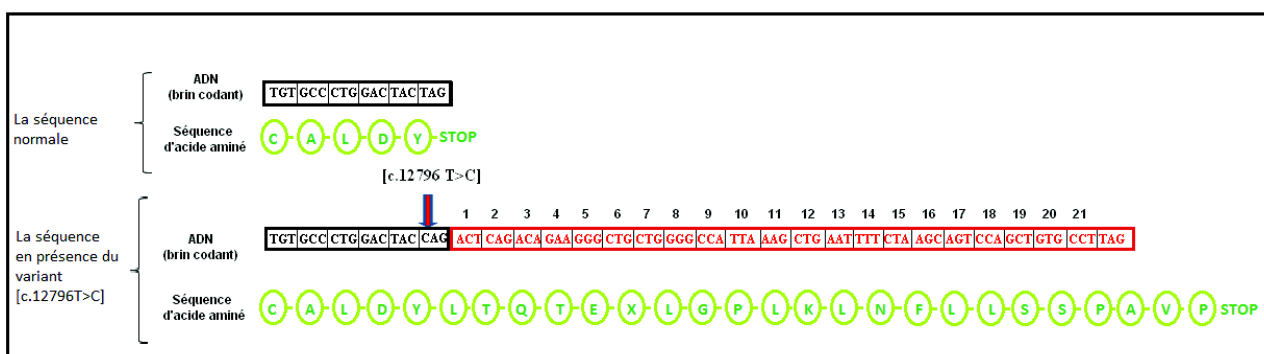 La séquence
normale
ADN
(brin codant)
TGT GCC CTG GAC TAC TAG
Séquence
d'acide aminé
C A L D Y STOP
[c.12796 T>C]
La séquence
en présence du
variant
[c.12796T>C]
1 2 3 4 5 6 7 8 9 10 11 12 13 14 15 16 17 18 19 20 21
ADN
(brin codant)
TGT GCC CTG GAC TAC CAG ACT CAG ACA GAA GGG CTG CTG GGG CCA TTA AAG CTG AAT TTT CTA AGC AGT CCA GCT GTG CCT TAG
Séquence
d'acide aminé
C A L D Y L T Q T E X L G P L K L N F L L S S P A V P STOP